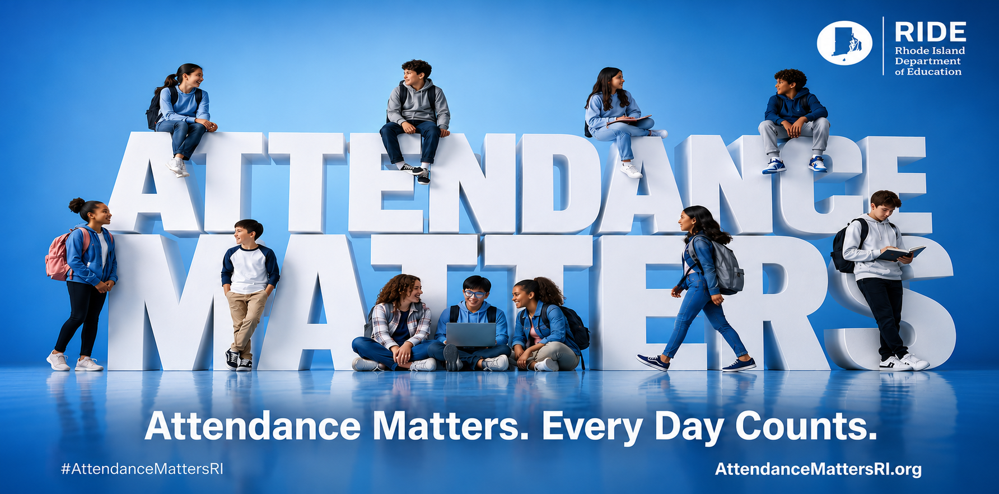 RIDE
Rhode Island
Department
of Education
ATTENDANCE
MATTERS
Attendance Matters. Every Day Counts.
#AttendanceMattersRI
AttendanceMattersRI.org